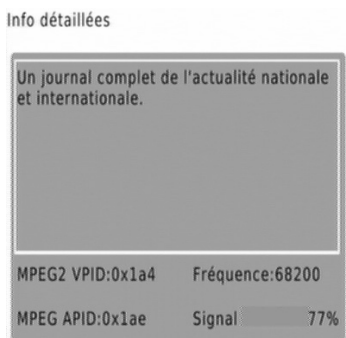 Info détaillées
Un journal complet de l'actualité nationale
et internationale.
MPEG2 VPID:0x1a4 Fréquence:68200
MPEG APID:0x1ae Signal 77%